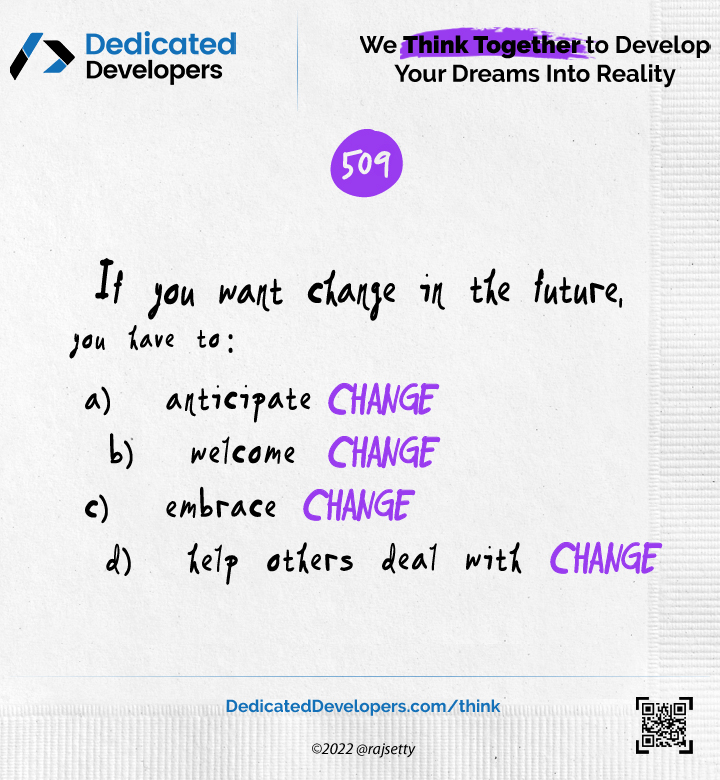 Dedicated
Developers
We Think Together to Develop
Your Dreams Into Reality
509
If you want change in the future,
you have to:
a) anticipate CHANGE
b) welcome CHANGE
c) embrace CHANGE
d) help others deal with CHANGE
DedicatedDevelopers.com/think
©2022 @rajsetty